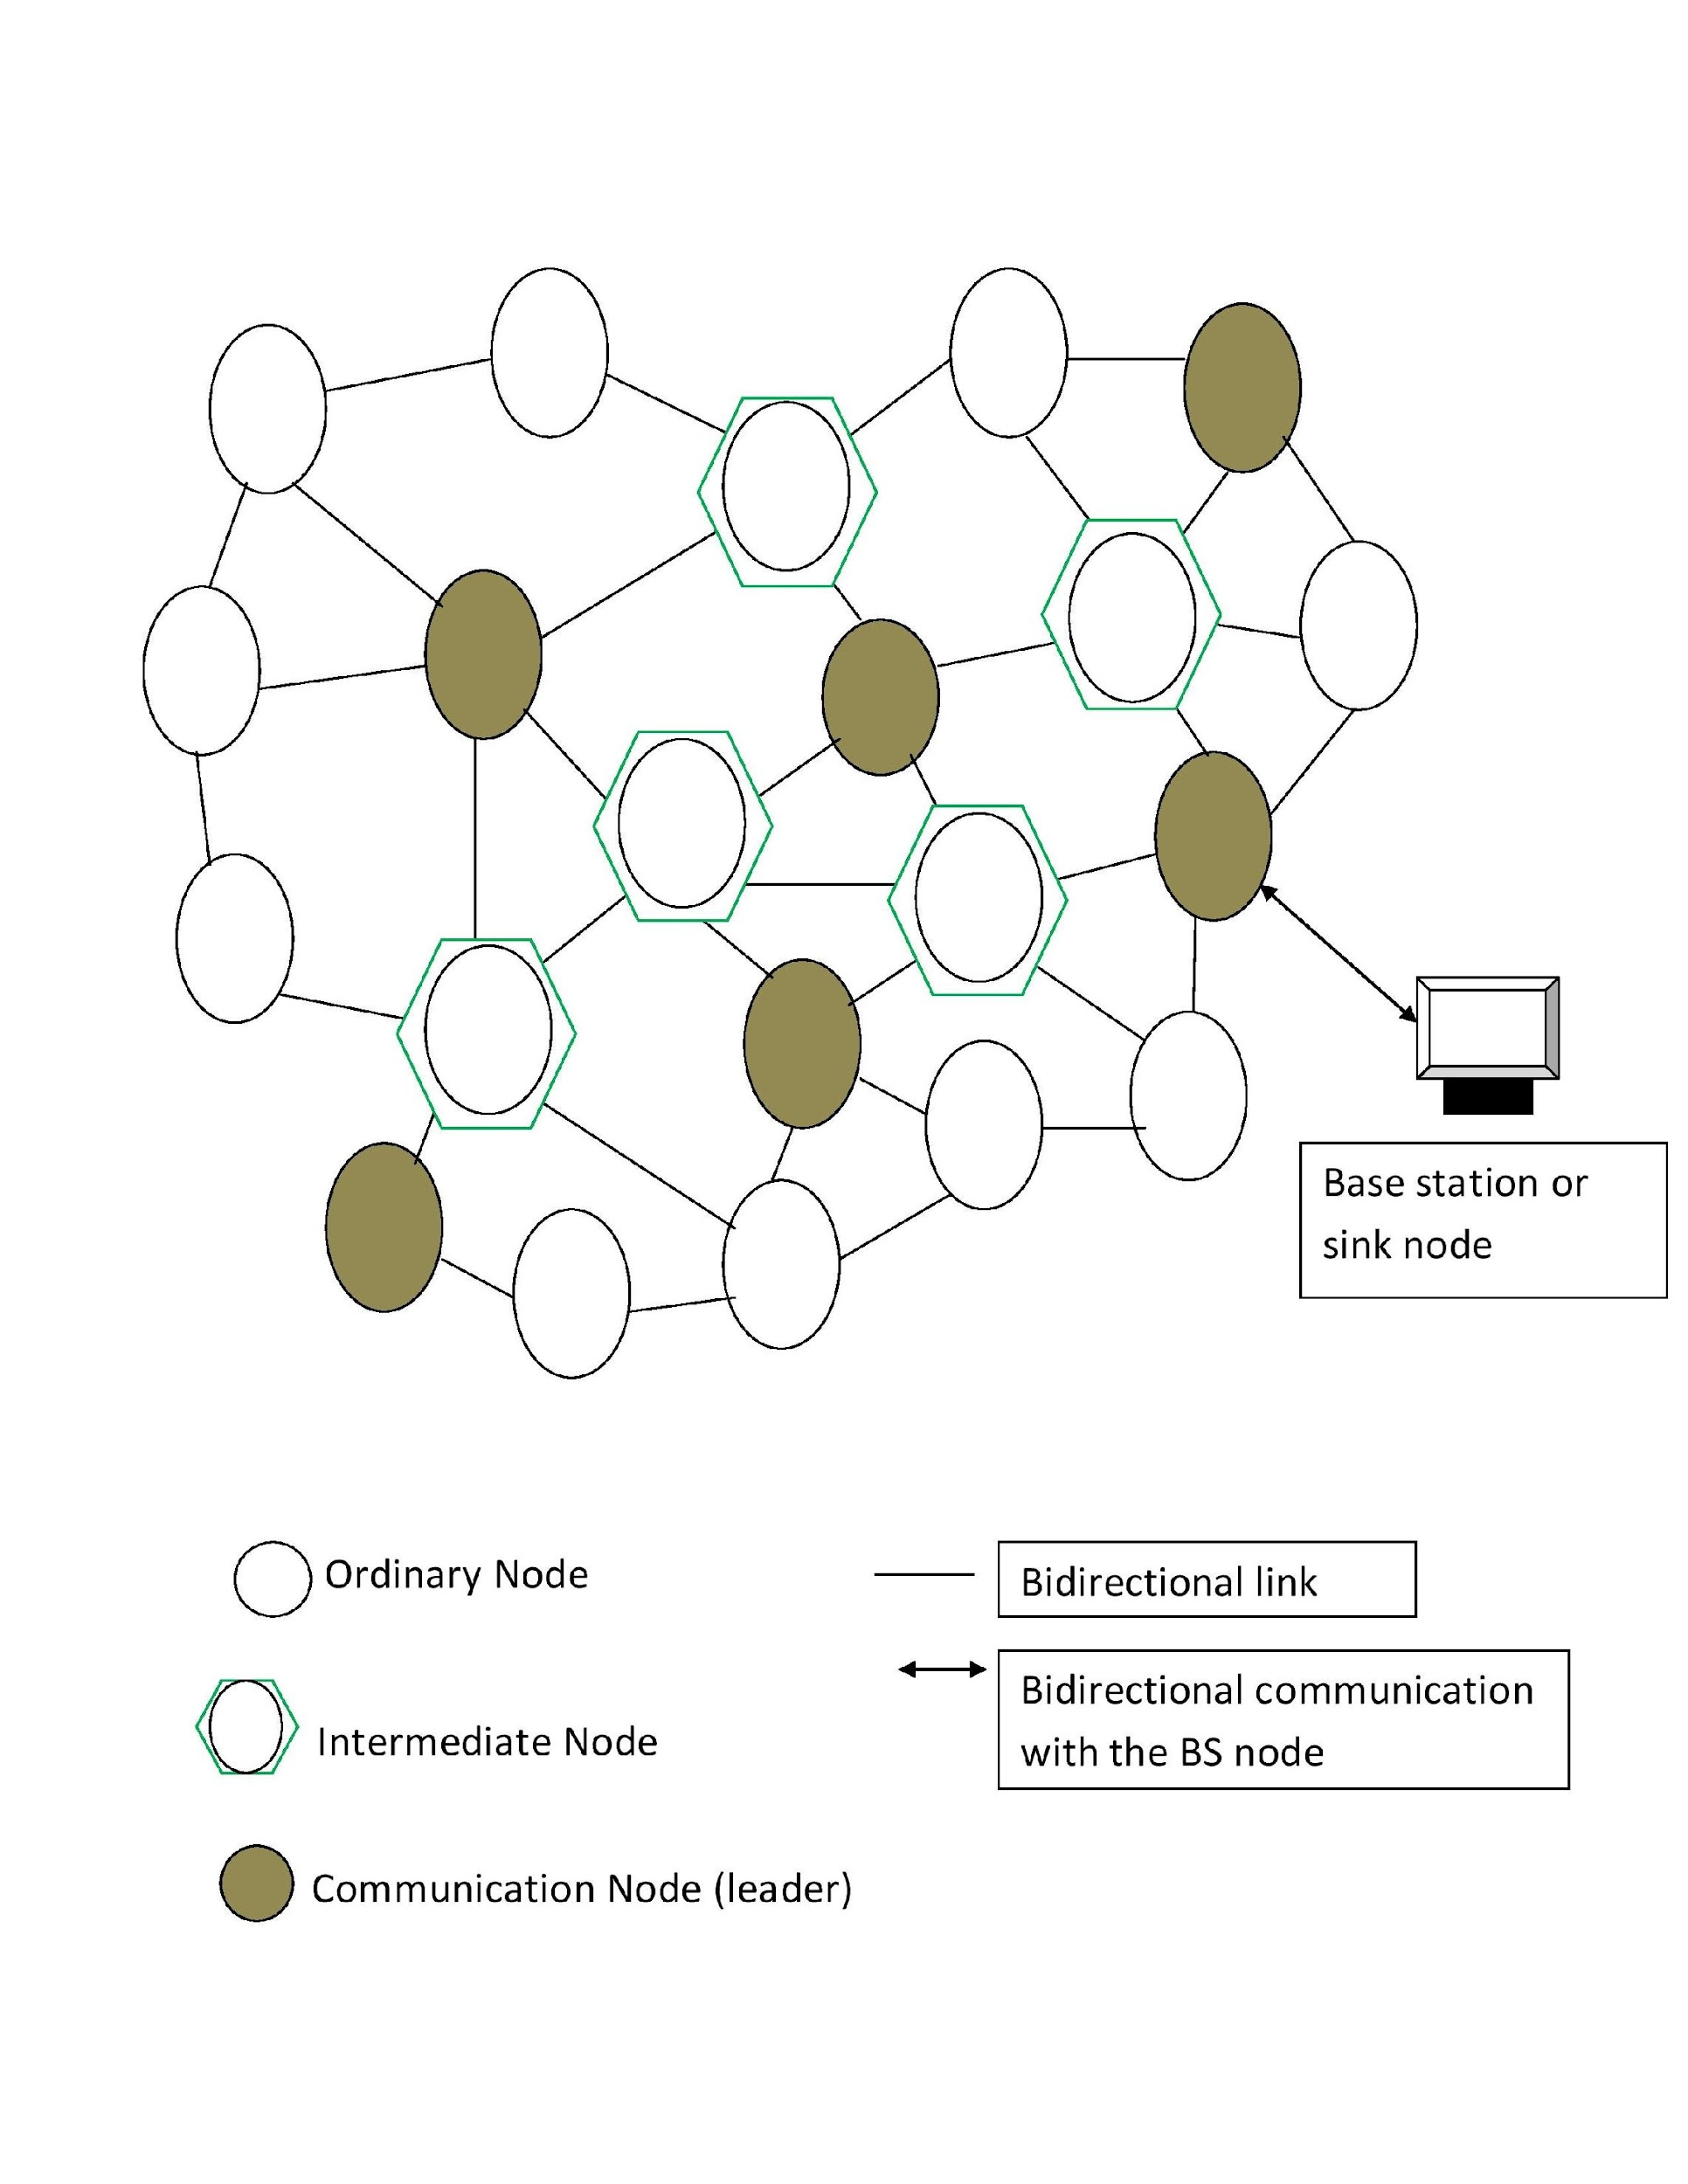 Base station or
sink node
Ordinary Node
Bidirectional link
Intermediate Node
Bidirectional communication
with the BS node
Communication Node (leader)